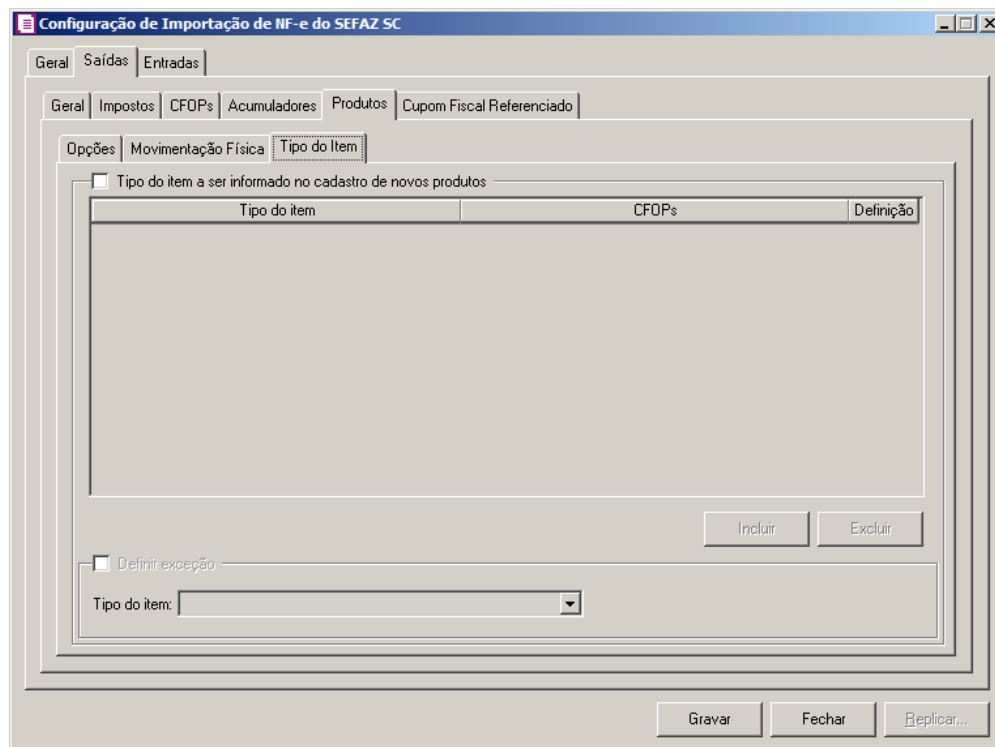 Configuração de Importação de NF-e do SEFAZ SC
Geral Saídas Entradas
Geral Impostos CFOPs Acumuladores Produtos Cupom Fiscal Referenciado
Opções Movimentação Física Tipo do Item
Tipo do item a ser informado no cadastro de novos produtos
Tipo do item CFOPs Definição
Incluir Excluir
Definir exceção
Tipo do item:
Gravar Fechar Replicar...